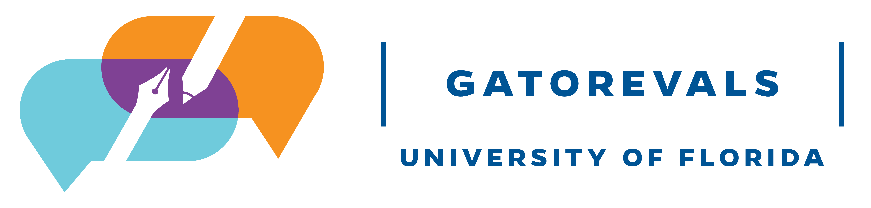 GATOREVALS
UNIVERSITY OF FLORIDA